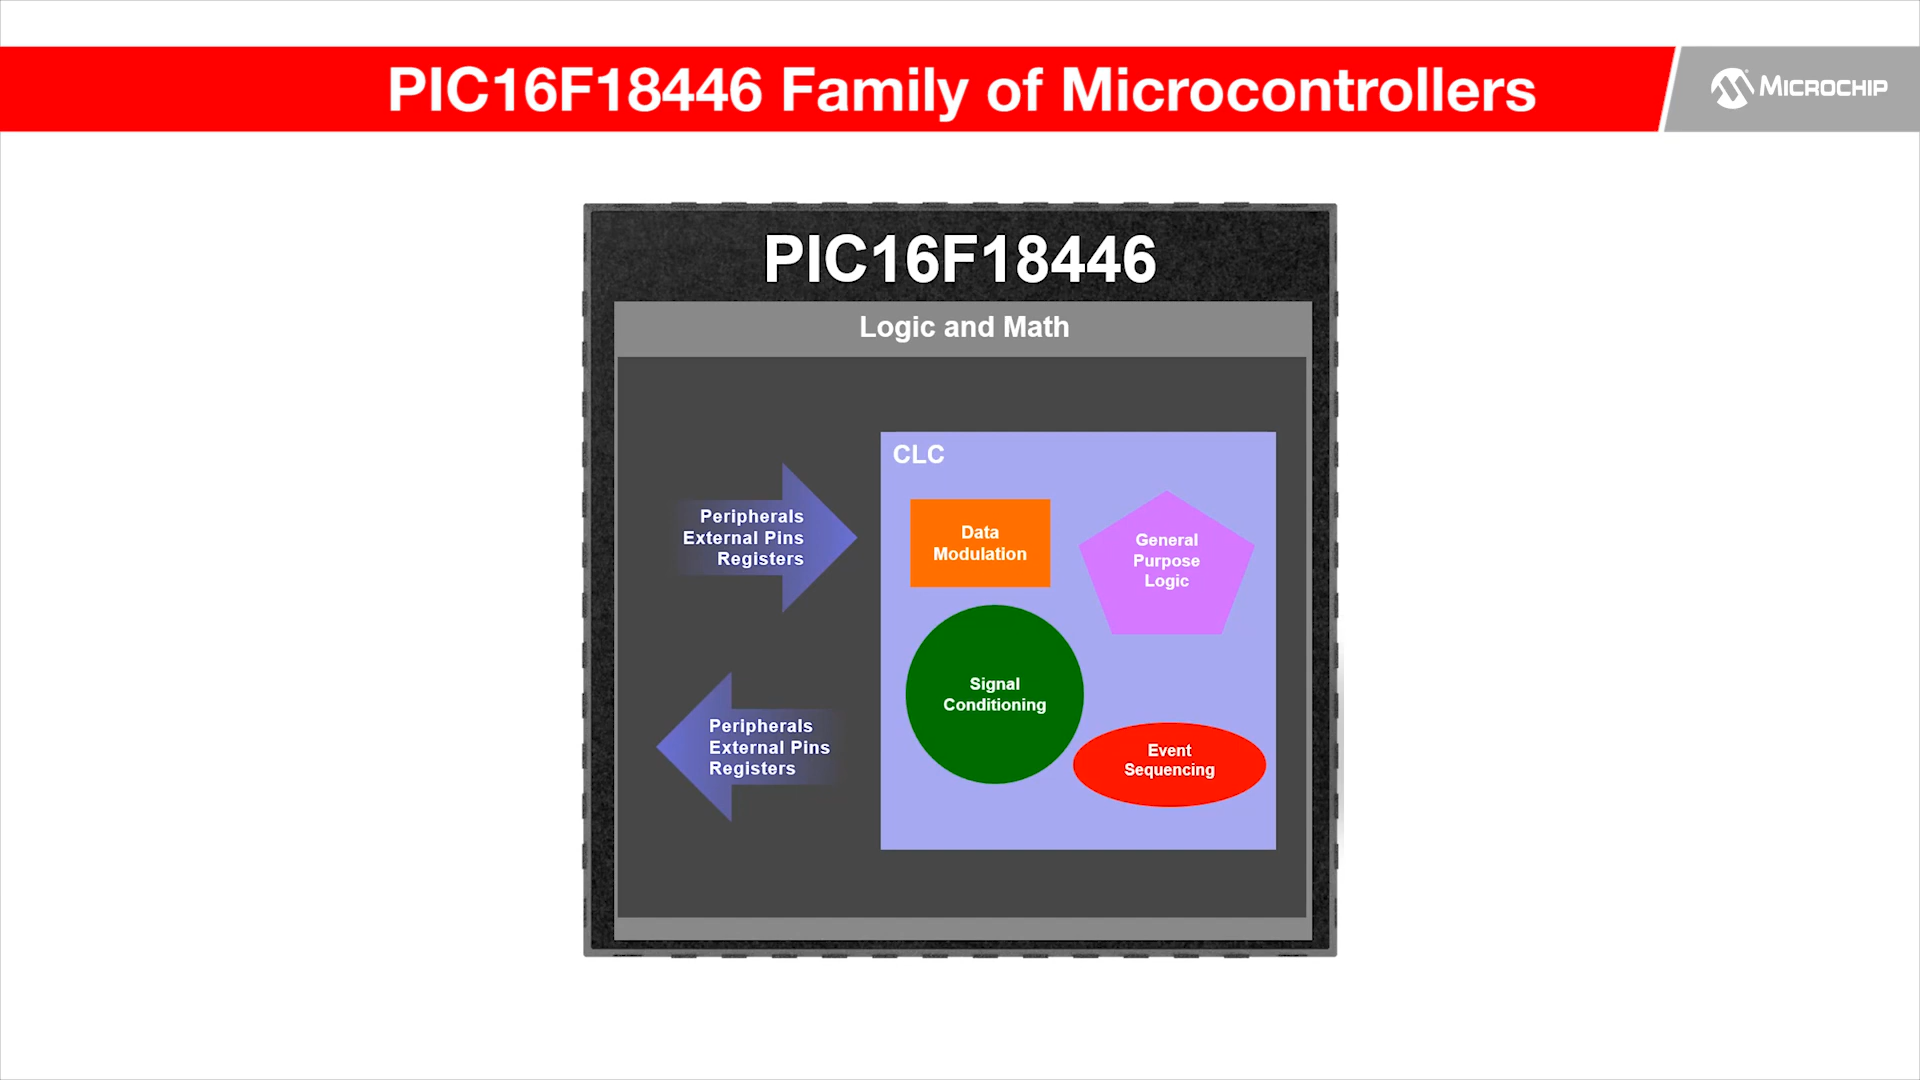 PIC16F18446 Family of Microcontrollers
MICROCHIP
PIC16F18446
Logic and Math
CLC
Peripherals
External Pins
Registers
Data
Modulation
General
Purpose
Logic
Signal
Conditioning
Peripherals
External Pins
Registers
Event
Sequencing